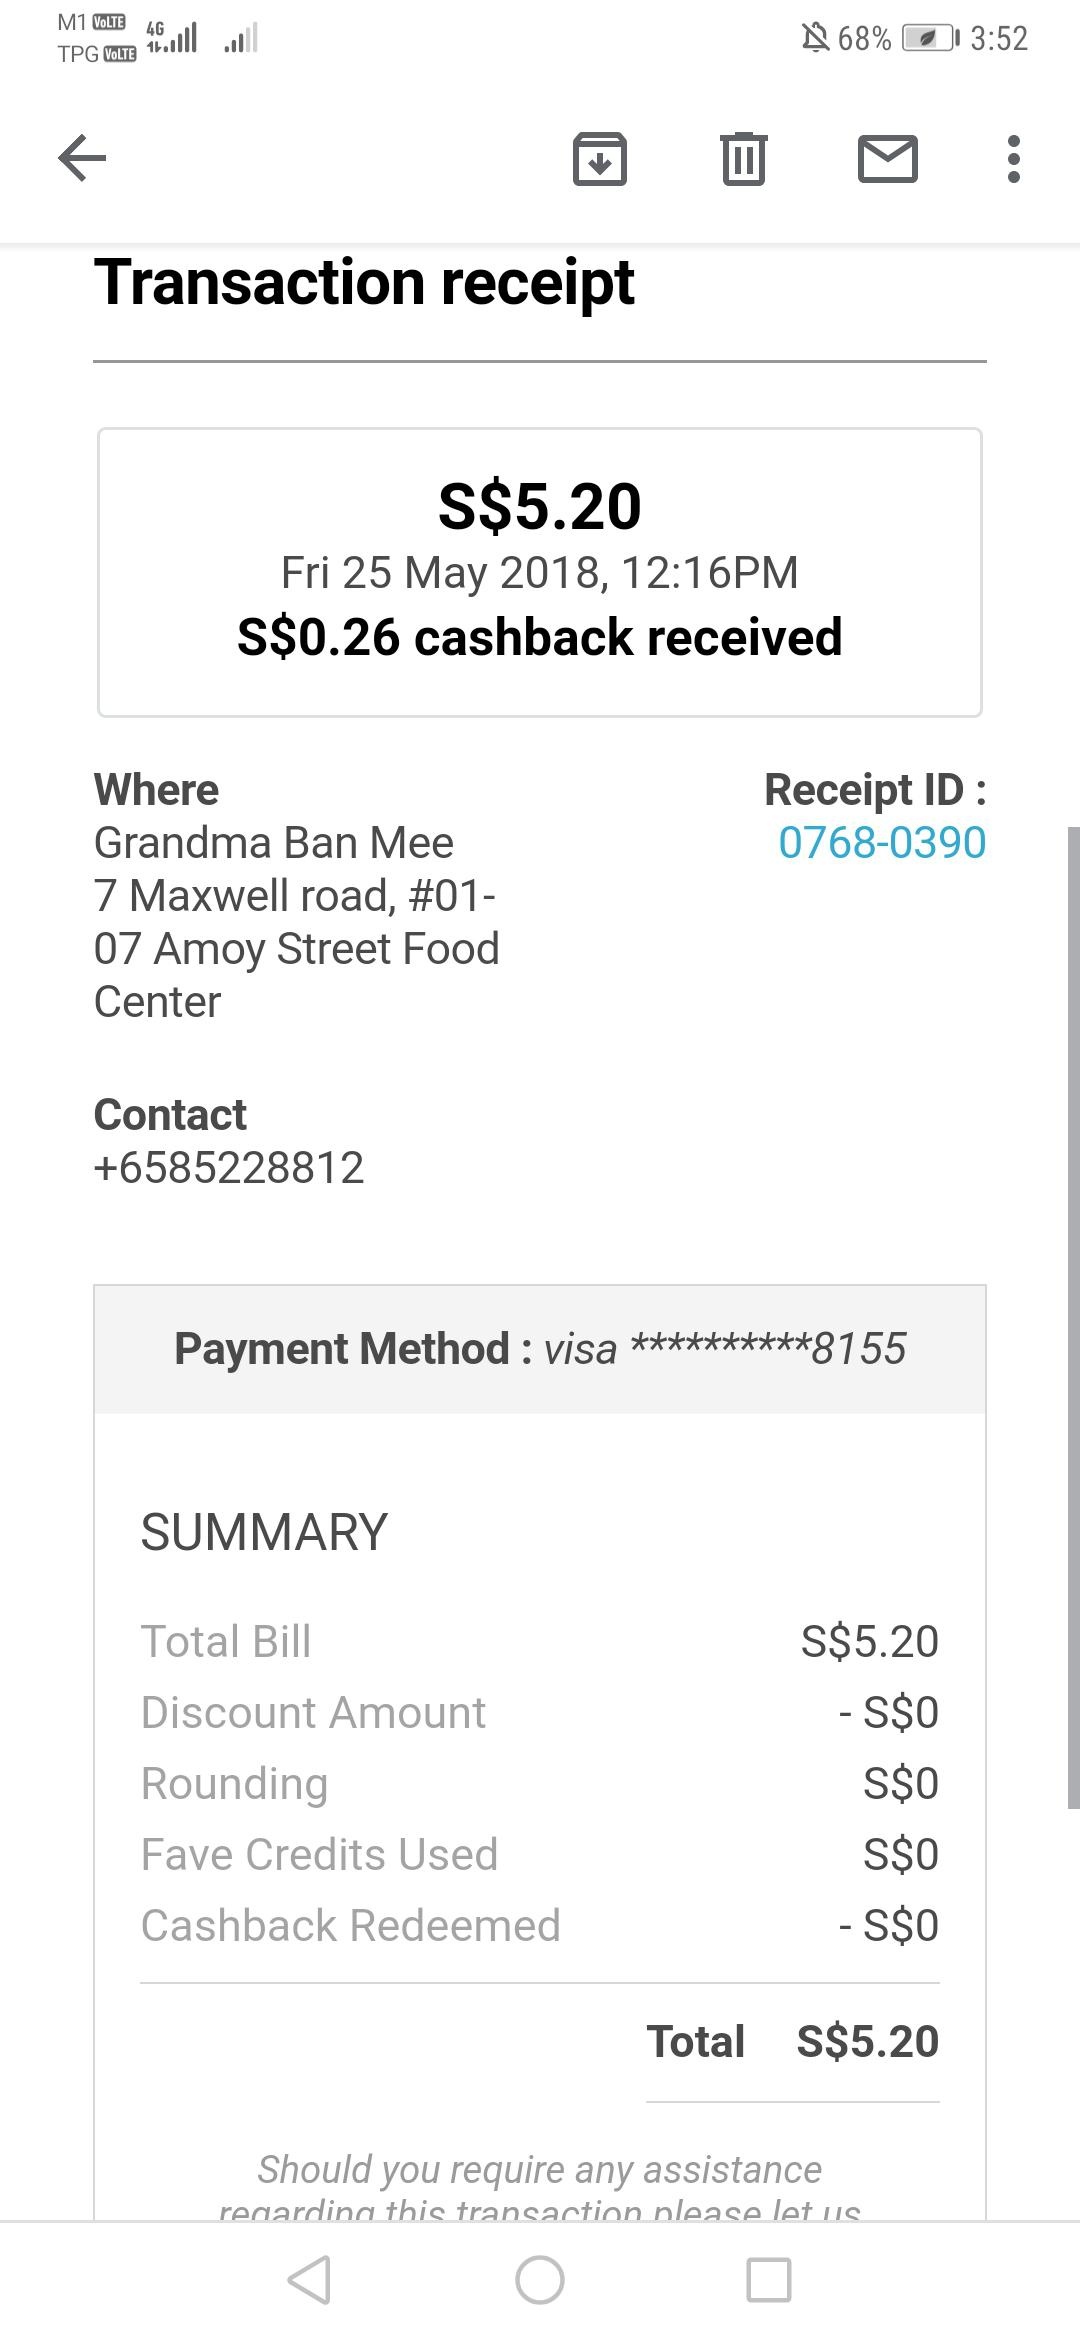 M1 VoLTE 4G 68% 3:52
TPG VoLTE
Transaction receipt
S$5.20
Fri 25 May 2018, 12:16PM
S$0.26 cashback received
Where
Grandma Ban Mee
7 Maxwell road, #01-
07 Amoy Street Food
Center
Receipt ID :
0768-0390
Contact
+6585228812
Payment Method : visa **********8155
SUMMARY
Total Bill S$5.20
Discount Amount - S$0
Rounding S$0
Fave Credits Used S$0
Cashback Redeemed - S$0
Total S$5.20
Should you require any assistance
regarding this transaction please let us